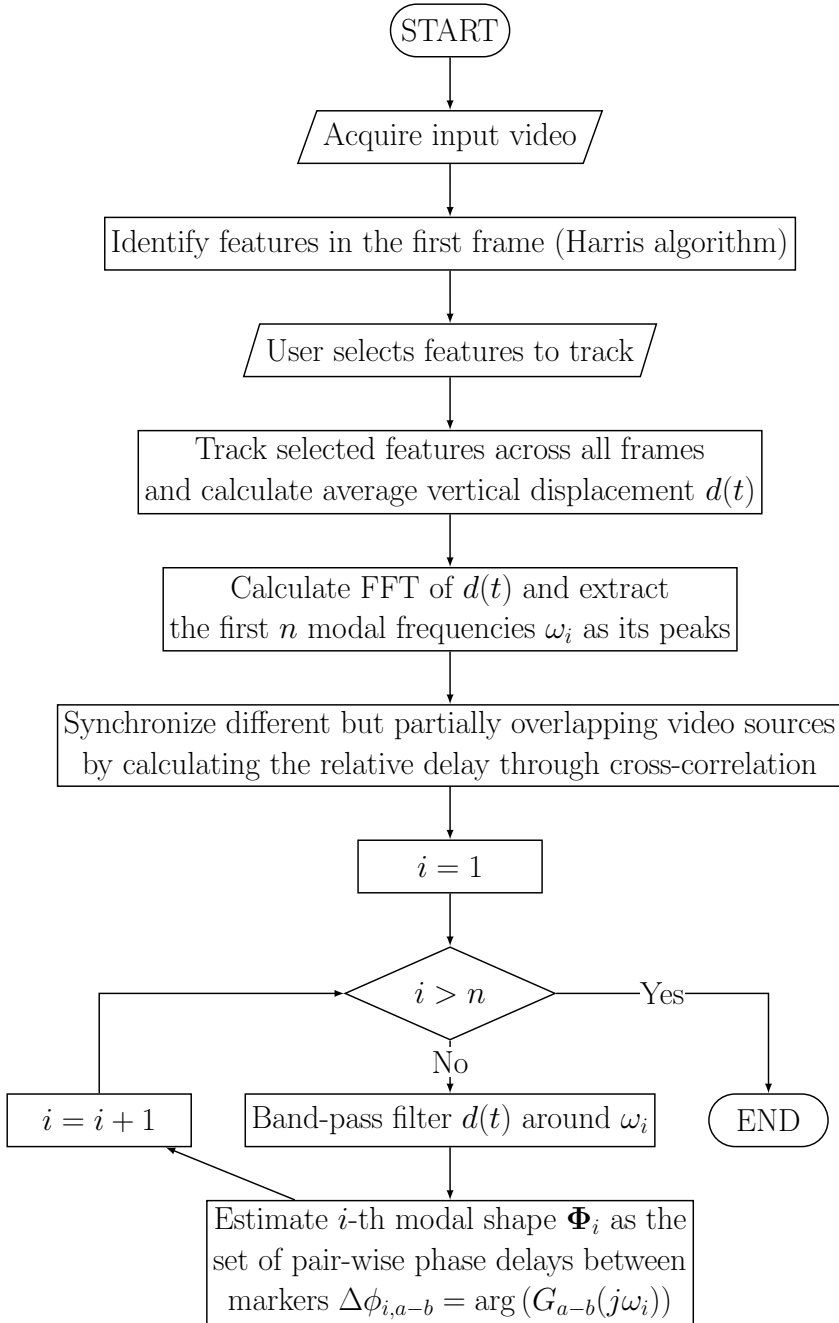 START
Acquire input video
Identify features in the first frame (Harris algorithm)
User selects features to track
Track selected features across all frames
and calculate average vertical displacement d(t)
Calculate FFT of d(t) and extract
the first n modal frequencies ωᵢ as its peaks
Synchronize different but partially overlapping video sources
by calculating the relative delay through cross-correlation
i = 1
i > n
Yes
No
i = i + 1
Band-pass filter d(t) around ωᵢ
END
Estimate i-th modal shape Φᵢ as the
set of pair-wise phase delays between
markers Δϕ_{i,a−b} = arg (G_{a−b}(jωᵢ))